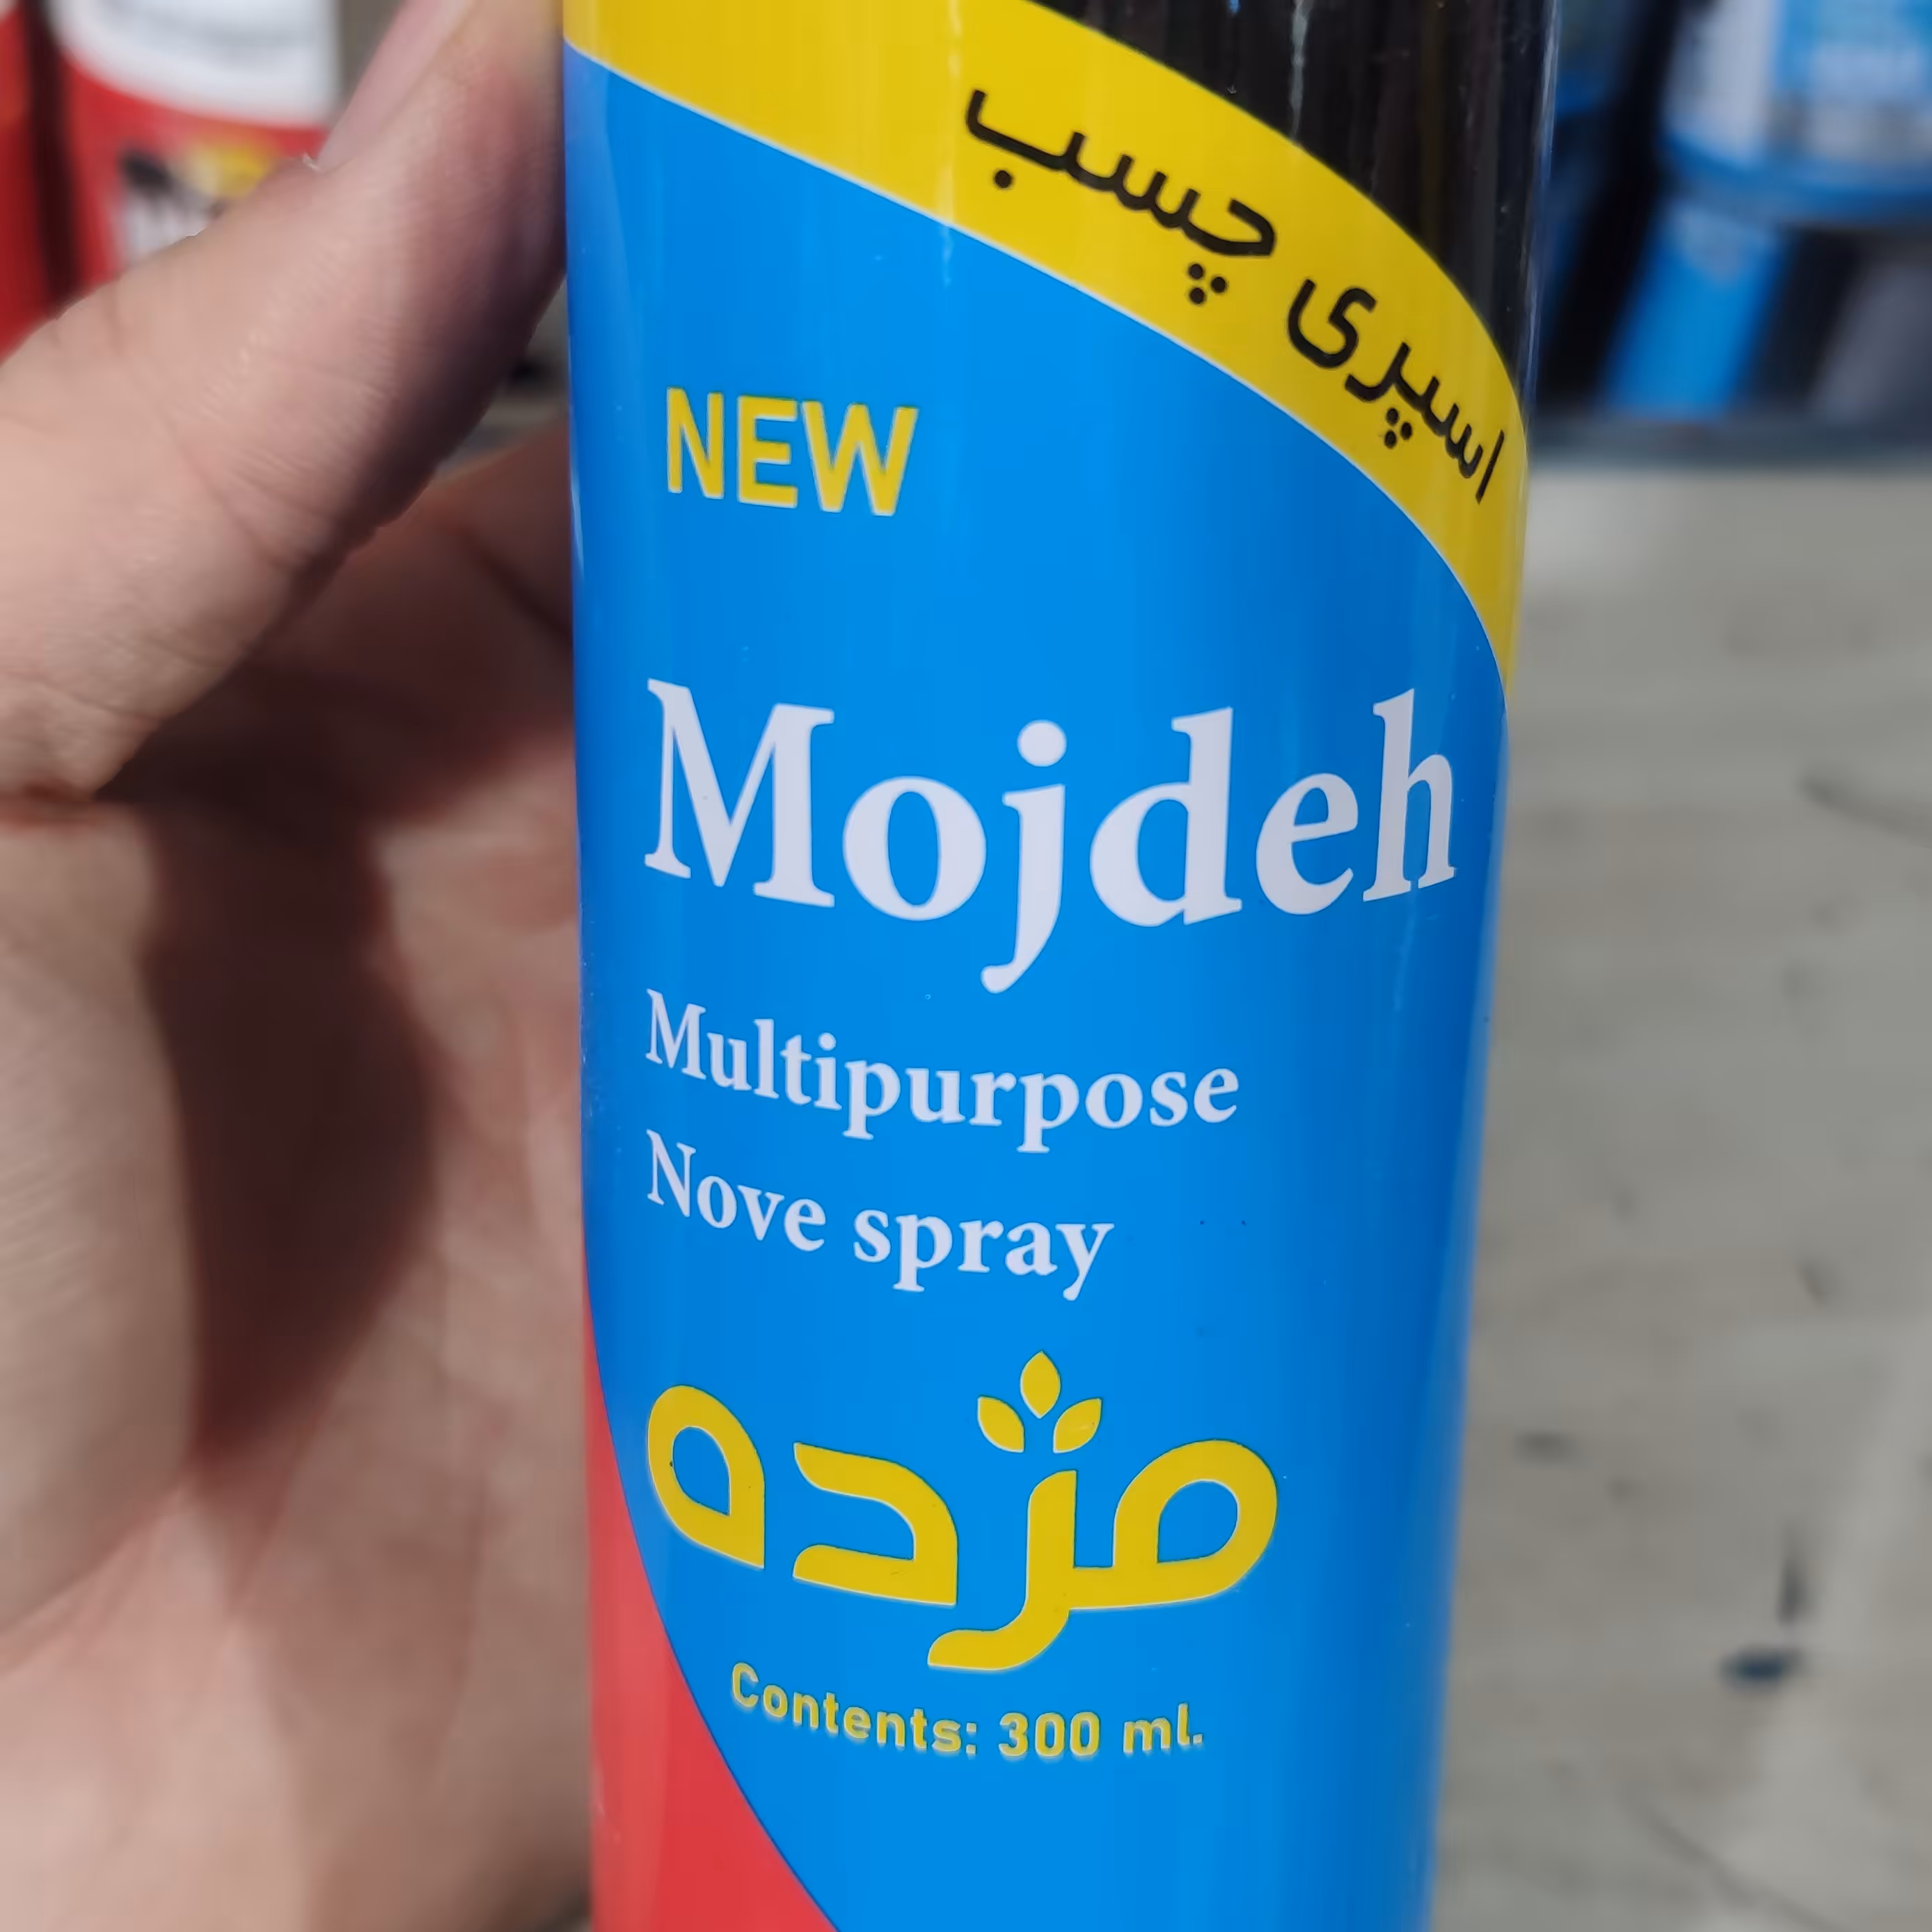 اسپری چسب
NEW
Mojdeh
Multipurpose
Nove spray
مژده
Contents: 300 ml.